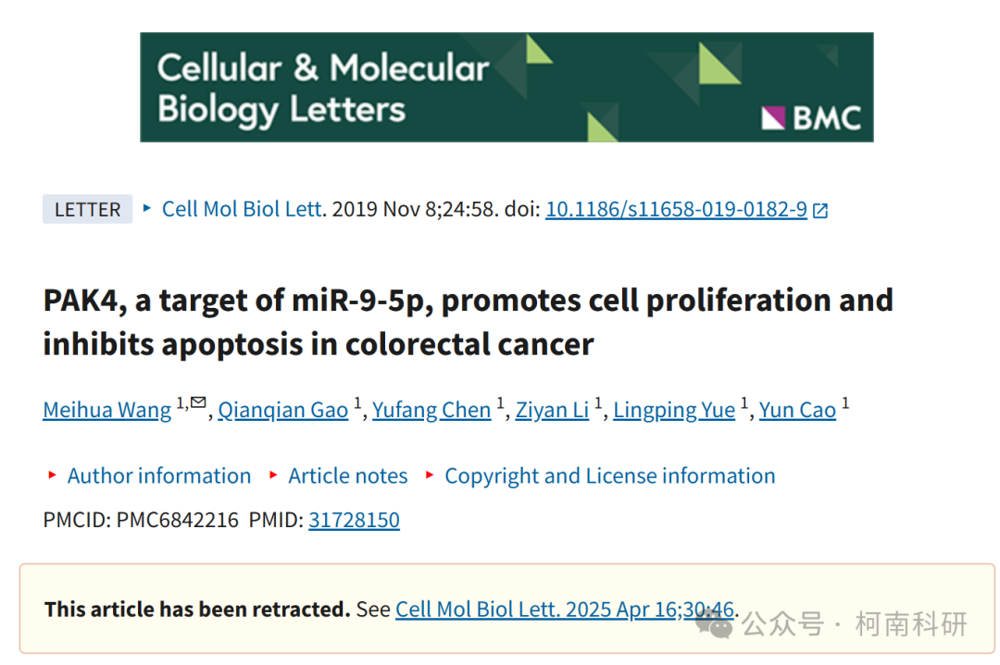 Cellular & Molecular
Biology Letters
BMC
LETTER Cell Mol Biol Lett. 2019 Nov 8;24:58. doi: 10.1186/s11658-019-0182-9
PAK4, a target of miR-9-5p, promotes cell proliferation and
inhibits apoptosis in colorectal cancer
Meihua Wang 1,✉, Qianqian Gao 1, Yufang Chen 1, Ziyan Li 1, Lingping Yue 1, Yun Cao 1
Author information Article notes Copyright and License information
PMCID: PMC6842216 PMID: 31728150
This article has been retracted. See Cell Mol Biol Lett. 2025 Apr 16;30:46.
公众号 · 柯南科研